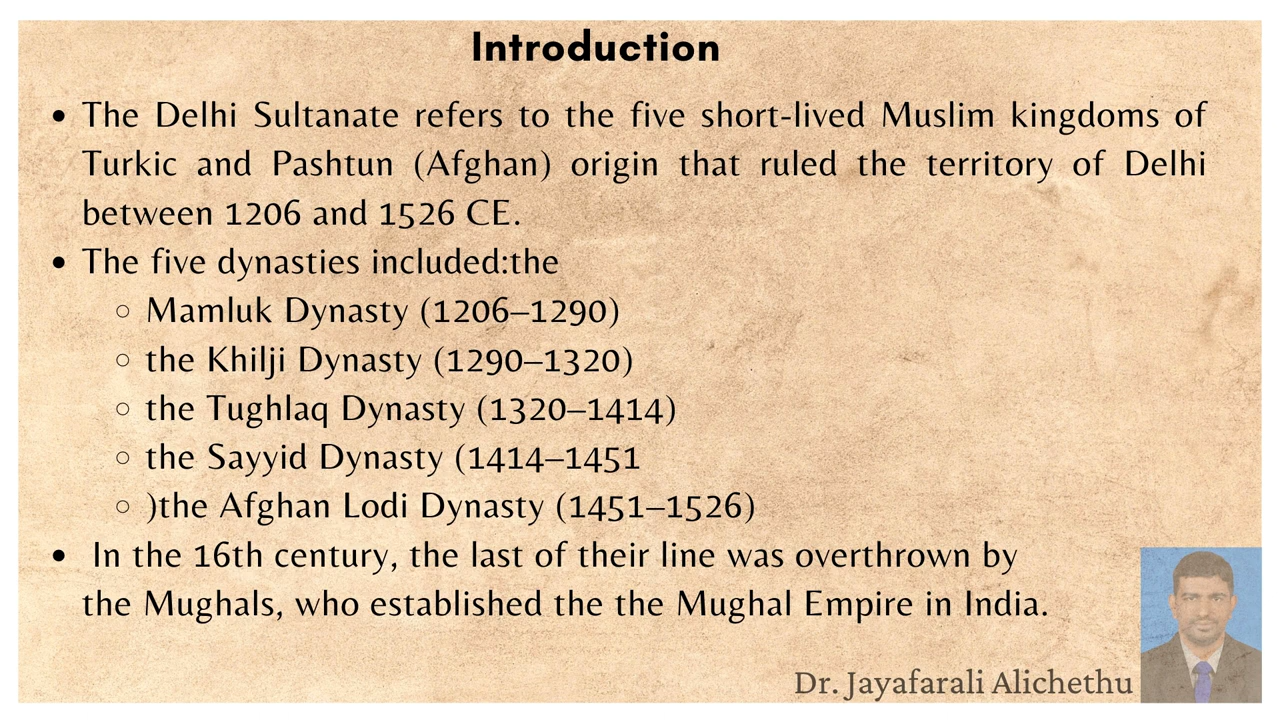 Introduction
• The Delhi Sultanate refers to the five short-lived Muslim kingdoms of
Turkic and Pashtun (Afghan) origin that ruled the territory of Delhi
between 1206 and 1526 CE.
• The five dynasties included:the
○ Mamluk Dynasty (1206–1290)
○ the Khilji Dynasty (1290–1320)
○ the Tughlaq Dynasty (1320–1414)
○ the Sayyid Dynasty (1414–1451
○ )the Afghan Lodi Dynasty (1451–1526)
• In the 16th century, the last of their line was overthrown by
the Mughals, who established the the Mughal Empire in India.
Dr. Jayafarali Alichethu